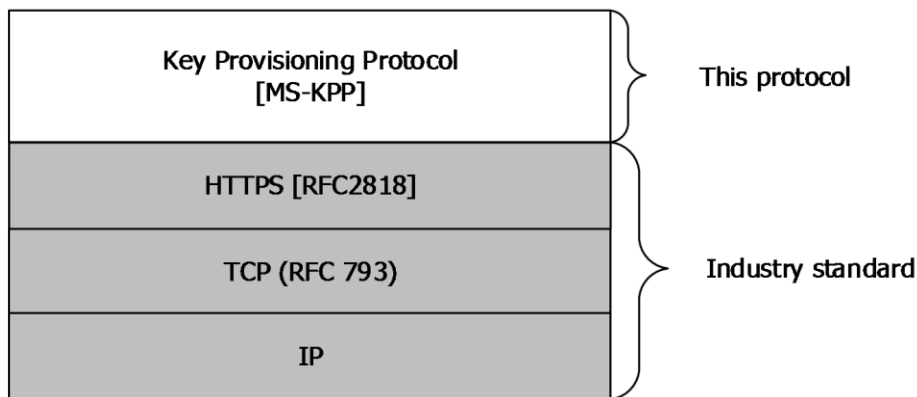 Key Provisioning Protocol
[MS-KPP]
This protocol
HTTPS [RFC2818]
TCP (RFC 793)
Industry standard
IP